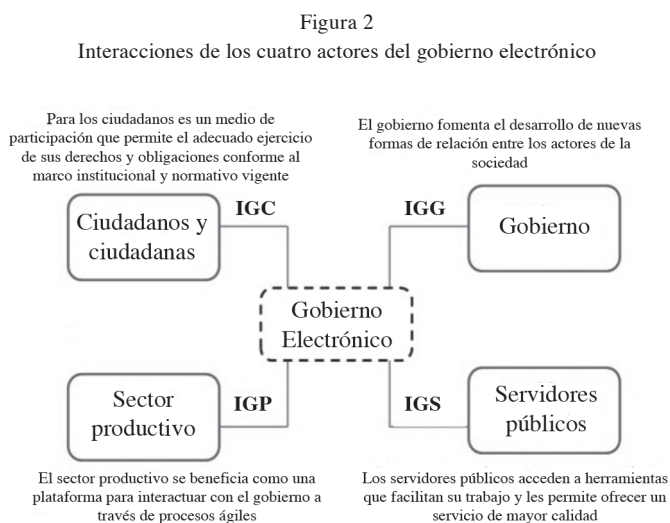 Figura 2
Interacciones de los cuatro actores del gobierno electrónico
Para los ciudadanos es un medio de
participación que permite el adecuado ejercicio
de sus derechos y obligaciones conforme al
marco institucional y normativo vigente
El gobierno fomenta el desarrollo de nuevas
formas de relación entre los actores de la
sociedad
Ciudadanos y
ciudadanas
IGC
IGG
Gobierno
Gobierno
Electrónico
Sector
productivo
IGP
IGS
Servidores
públicos
El sector productivo se beneficia como una
plataforma para interactuar con el gobierno a
través de procesos ágiles
Los servidores públicos acceden a herramientas
que facilitan su trabajo y les permite ofrecer un
servicio de mayor calidad